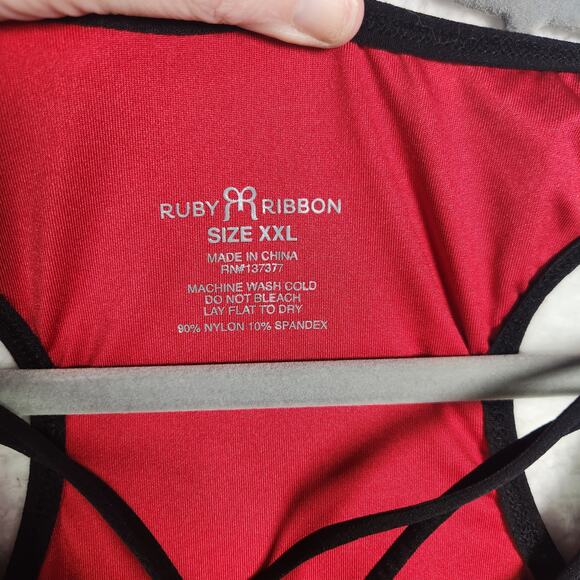 RUBY RIBBON
SIZE XXL
MADE IN CHINA
RN#137377
MACHINE WASH COLD
DO NOT BLEACH
LAY FLAT TO DRY
90% NYLON 10% SPANDEX